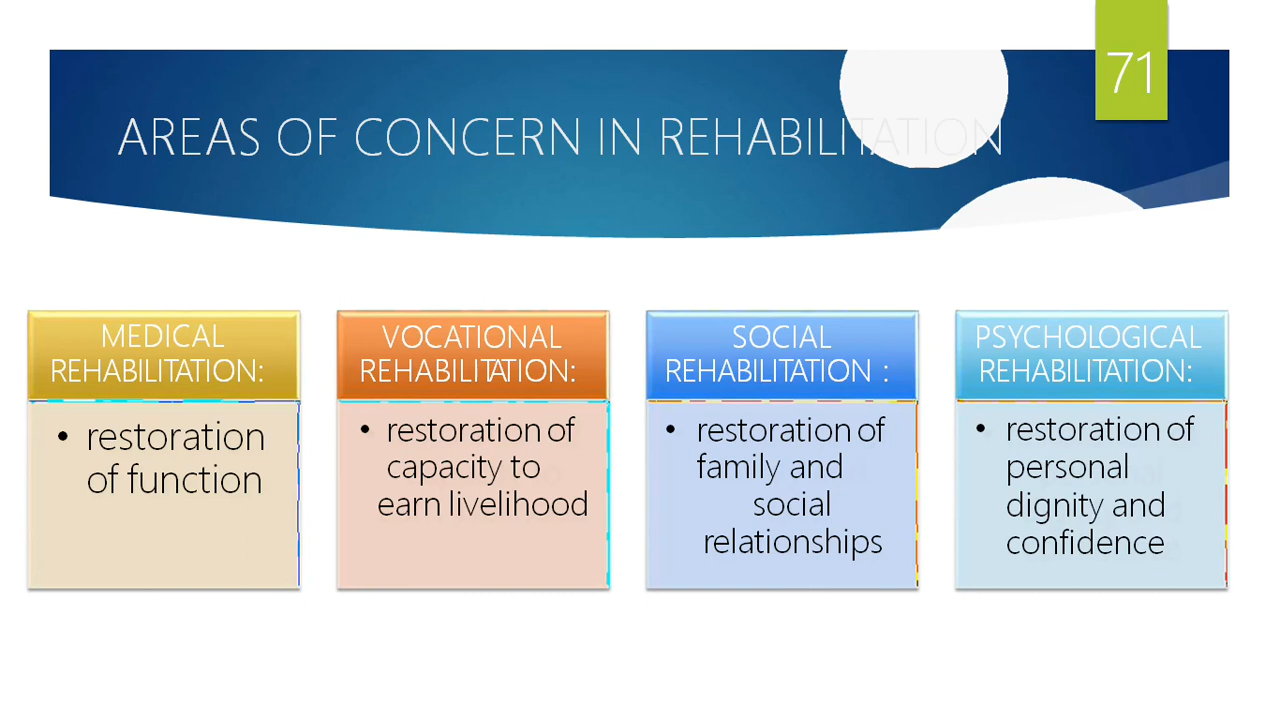 71
AREAS OF CONCERN IN REHABILITATION
MEDICAL
REHABILITATION:
• restoration
of function
VOCATIONAL
REHABILITATION:
• restoration of
capacity to
earn livelihood
SOCIAL
REHABILITATION :
• restoration of
family and
social
relationships
PSYCHOLOGICAL
REHABILITATION:
• restoration of
personal
dignity and
confidence